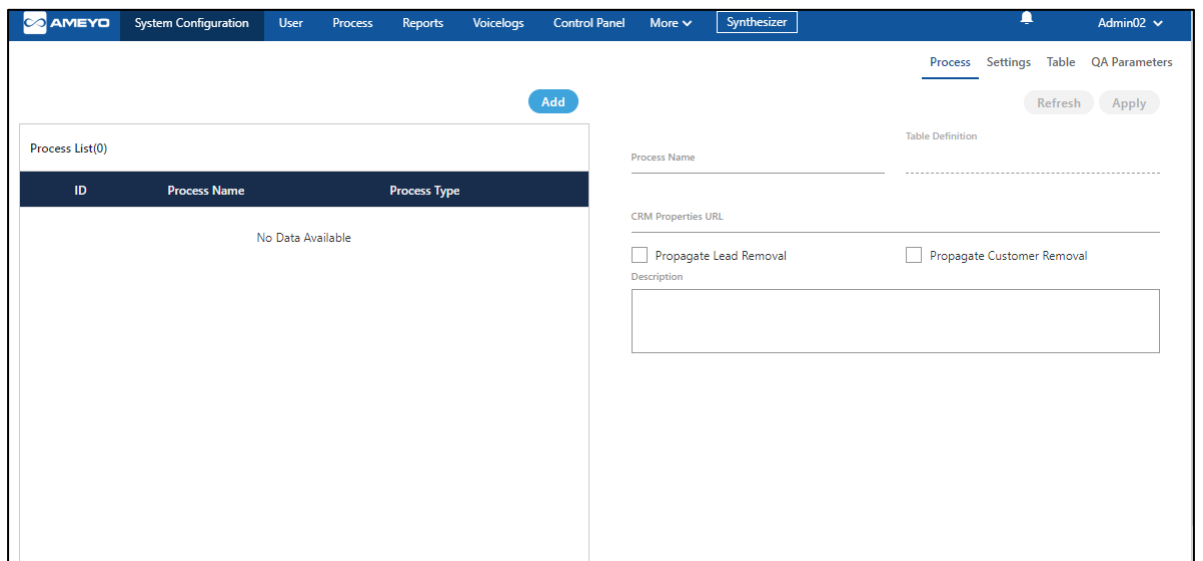 AMEYO System Configuration User Process Reports Voicelogs Control Panel More Synthesizer Admin02
Process Settings Table QA Parameters
Add Refresh Apply
Process List(0)
Table Definition
Process Name
ID Process Name Process Type
CRM Properties URL
No Data Available
Propagate Lead Removal Propagate Customer Removal
Description